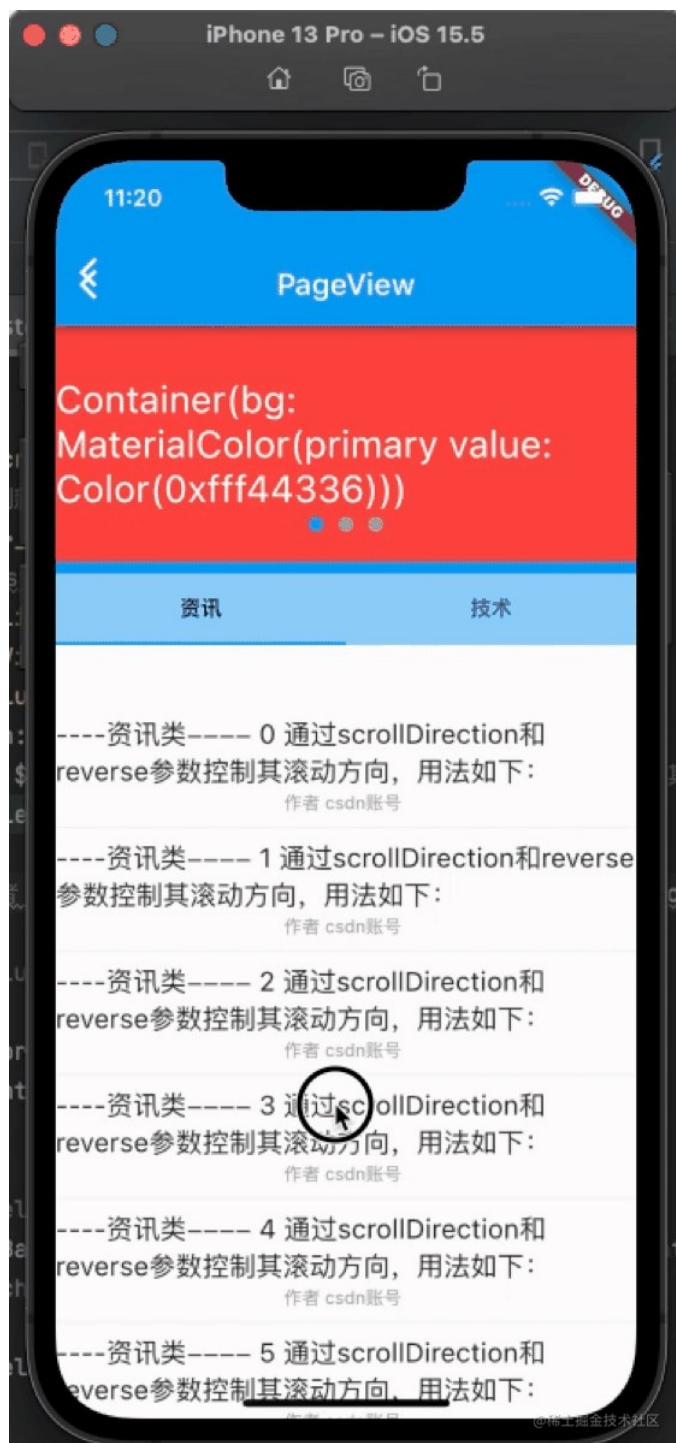 iPhone 13 Pro – iOS 15.5
11:20
DEBUG
PageView
Container(bg:
MaterialColor(primary value:
Color(0xfff44336)))
资讯
技术
----资讯类---- 0 通过scrollDirection和
reverse参数控制其滚动方向，用法如下：
作者 csdn账号
----资讯类---- 1 通过scrollDirection和reverse
参数控制其滚动方向，用法如下：
作者 csdn账号
----资讯类---- 2 通过scrollDirection和
reverse参数控制其滚动方向，用法如下：
作者 csdn账号
----资讯类---- 3 通过scrollDirection和
reverse参数控制其滚动方向，用法如下：
作者 csdn账号
----资讯类---- 4 通过scrollDirection和
reverse参数控制其滚动方向，用法如下：
作者 csdn账号
----资讯类---- 5 通过scrollDirection和
reverse参数控制其滚动方向，用法如下：
@稀土掘金技术社区